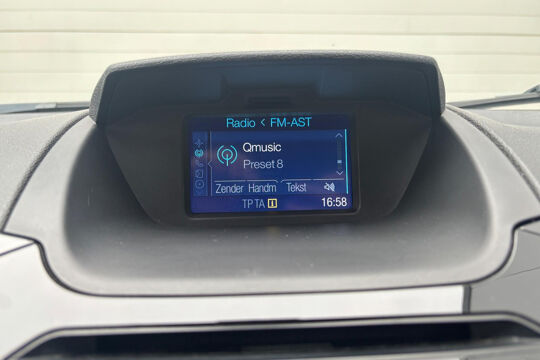 Radio < FM-AST
Qmusic
Preset 8
Zender Handm Tekst
TP TA i 16:58